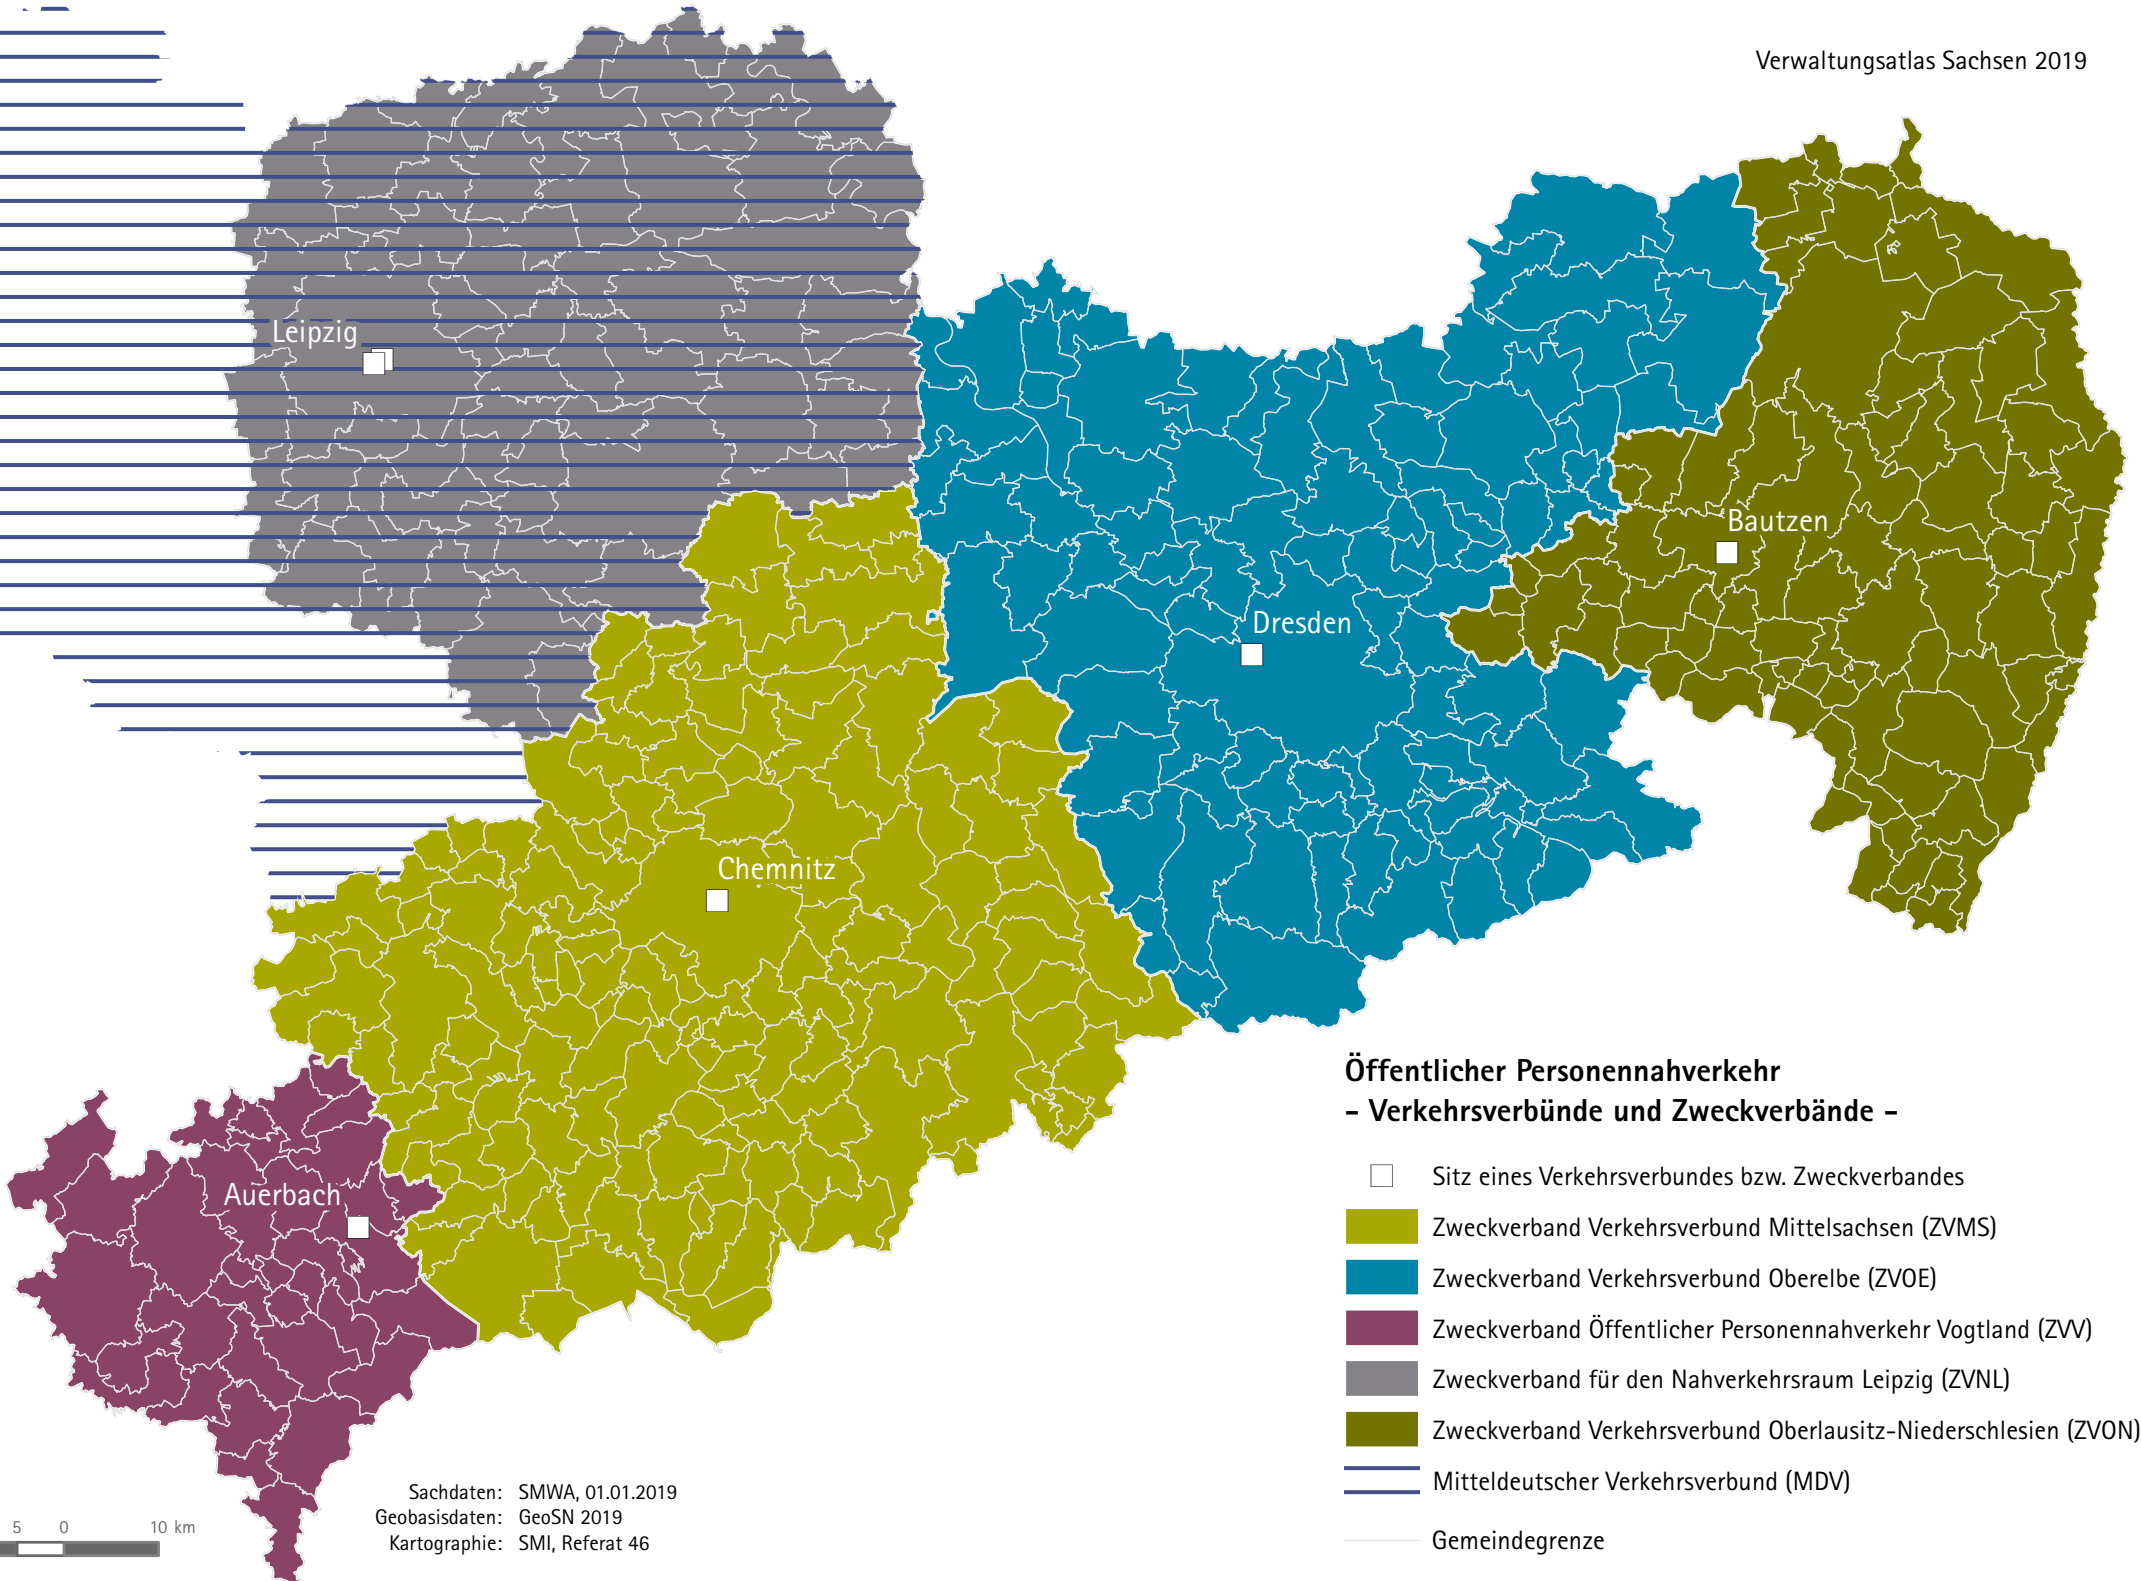 Verwaltungsatlas Sachsen 2019
Leipzig
Bautzen
Dresden
Chemnitz
Auerbach
Öffentlicher Personennahverkehr
- Verkehrsverbünde und Zweckverbände -
Sitz eines Verkehrsverbundes bzw. Zweckverbandes
Zweckverband Verkehrsverbund Mittelsachsen (ZVMS)
Zweckverband Verkehrsverbund Oberelbe (ZVOE)
Zweckverband Öffentlicher Personennahverkehr Vogtland (ZVV)
Zweckverband für den Nahverkehrsraum Leipzig (ZVNL)
Zweckverband Verkehrsverbund Oberlausitz-Niederschlesien (ZVON)
Mitteldeutscher Verkehrsverbund (MDV)
Gemeindegrenze
Sachdaten: SMWA, 01.01.2019
Geobasisdaten: GeoSN 2019
Kartographie: SMI, Referat 46
5 0 10 km